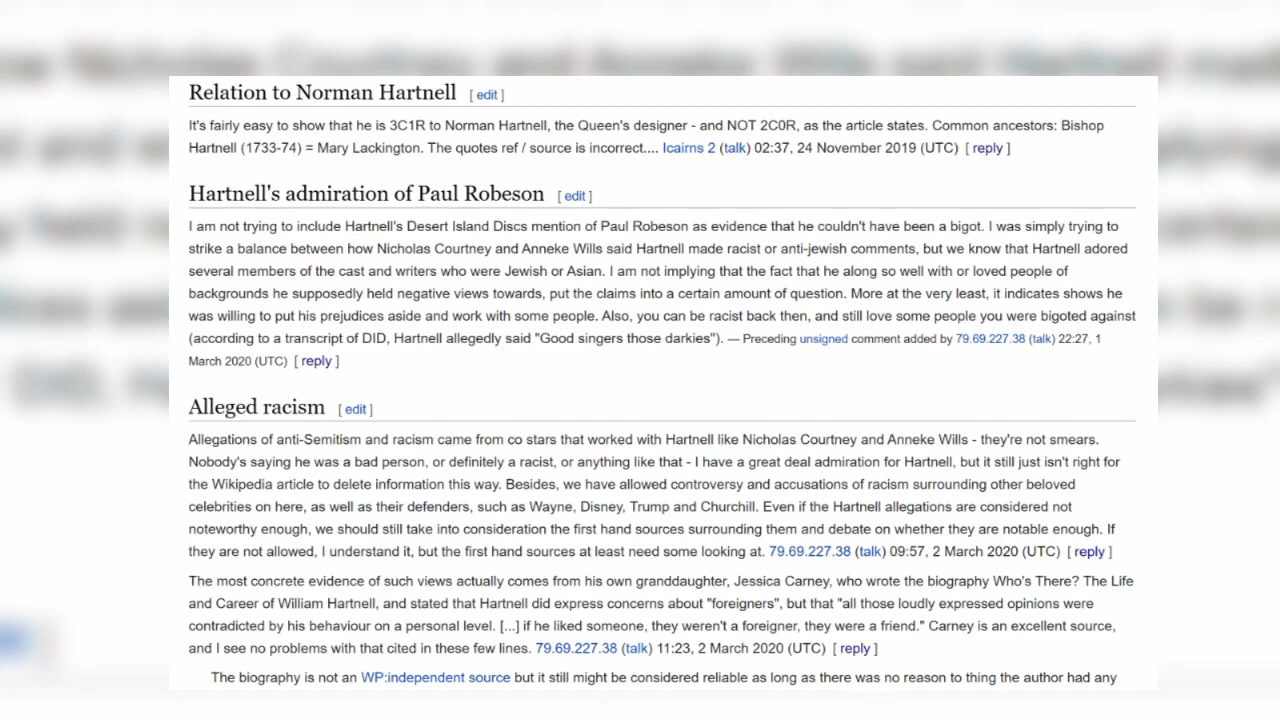 Relation to Norman Hartnell [ edit ]
It's fairly easy to show that he is 3C1R to Norman Hartnell, the Queen's designer - and NOT 2C0R, as the article states. Common ancestors: Bishop
Hartnell (1733-74) = Mary Lackington. The quotes ref / source is incorrect.... Icairns 2 (talk) 02:37, 24 November 2019 (UTC) [ reply ]
Hartnell's admiration of Paul Robeson [ edit ]
I am not trying to include Hartnell's Desert Island Discs mention of Paul Robeson as evidence that he couldn't have been a bigot. I was simply trying to
strike a balance between how Nicholas Courtney and Anneke Wills said Hartnell made racist or anti-jewish comments, but we know that Hartnell adored
several members of the cast and writers who were Jewish or Asian. I am not implying that the fact that he along so well with or loved people of
backgrounds he supposedly held negative views towards, put the claims into a certain amount of question. More at the very least, it indicates shows he
was willing to put his prejudices aside and work with some people. Also, you can be racist back then, and still love some people you were bigoted against
(according to a transcript of DID, Hartnell allegedly said "Good singers those darkies"). — Preceding unsigned comment added by 79.69.227.38 (talk) 22:27, 1
March 2020 (UTC) [ reply ]
Alleged racism [ edit ]
Allegations of anti-Semitism and racism came from co stars that worked with Hartnell like Nicholas Courtney and Anneke Wills - they're not smears.
Nobody's saying he was a bad person, or definitely a racist, or anything like that - I have a great deal admiration for Hartnell, but it still just isn't right for
the Wikipedia article to delete information this way. Besides, we have allowed controversy and accusations of racism surrounding other beloved
celebrities on here, as well as their defenders, such as Wayne, Disney, Trump and Churchill. Even if the Hartnell allegations are considered not
noteworthy enough, we should still take into consideration the first hand sources surrounding them and debate on whether they are notable enough. If
they are not allowed, I understand it, but the first hand sources at least need some looking at. 79.69.227.38 (talk) 09:57, 2 March 2020 (UTC) [ reply ]
The most concrete evidence of such views actually comes from his own granddaughter, Jessica Carney, who wrote the biography Who's There? The Life
and Career of William Hartnell, and stated that Hartnell did express concerns about "foreigners", but that "all those loudly expressed opinions were
contradicted by his behaviour on a personal level. [...] if he liked someone, they weren't a foreigner, they were a friend." Carney is an excellent source,
and I see no problems with that cited in these few lines. 79.69.227.38 (talk) 11:23, 2 March 2020 (UTC) [ reply ]
The biography is not an WP:independent source but it still might be considered reliable as long as there was no reason to thing the author had any